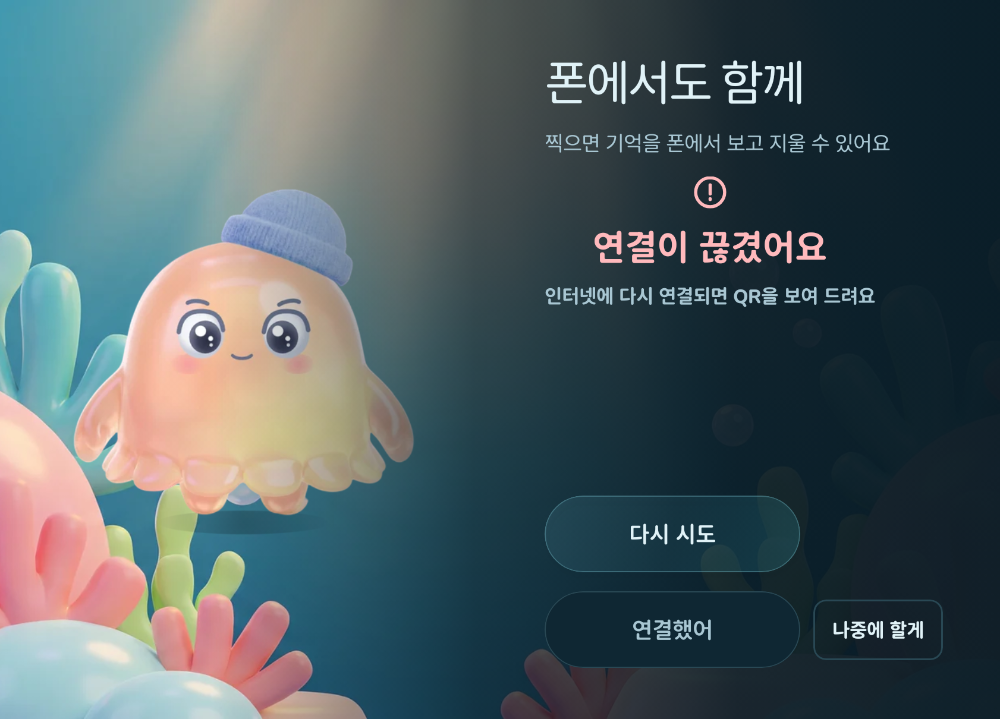 폰에서도 함께
찍으면 기억을 폰에서 보고 지울 수 있어요
연결이 끊겼어요
인터넷에 다시 연결되면 QR을 보여 드려요
다시 시도
연결했어
나중에 할게